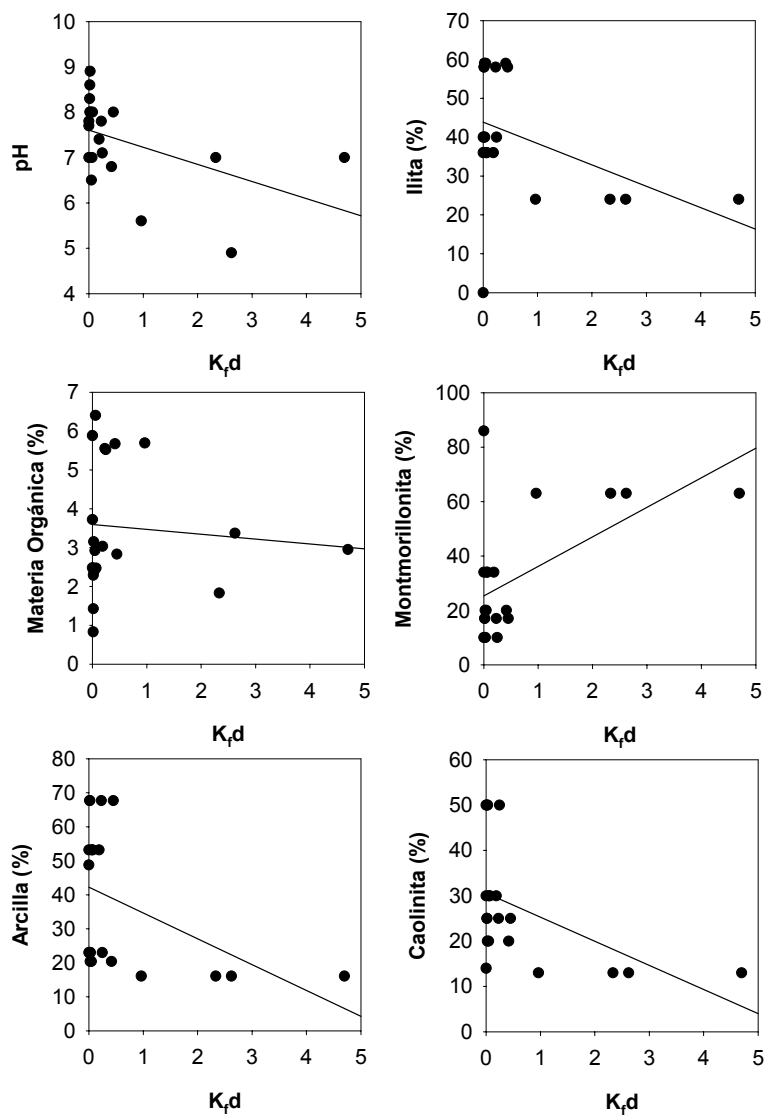 10
9
8
7
6
5
4
pH
0 1 2 3 4 5
Kfd
70
60
50
40
30
20
10
0
Ilita (%)
0 1 2 3 4 5
Kfd
7
6
5
4
3
2
1
0
Materia Orgánica (%)
0 1 2 3 4 5
Kfd
100
80
60
40
20
0
Montmorillonita (%)
0 1 2 3 4 5
Kfd
80
70
60
50
40
30
20
10
0
Arcilla (%)
0 1 2 3 4 5
Kfd
60
50
40
30
20
10
0
Caolinita (%)
0 1 2 3 4 5
Kfd